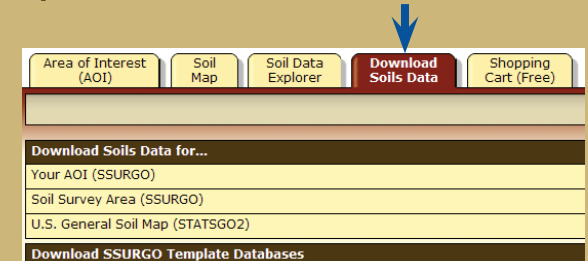 Area of Interest (AOI)
Soil Map
Soil Data Explorer
Download Soils Data
Shopping Cart (Free)
Download Soils Data for...
Your AOI (SSURGO)
Soil Survey Area (SSURGO)
U.S. General Soil Map (STATSGO2)
Download SSURGO Template Databases